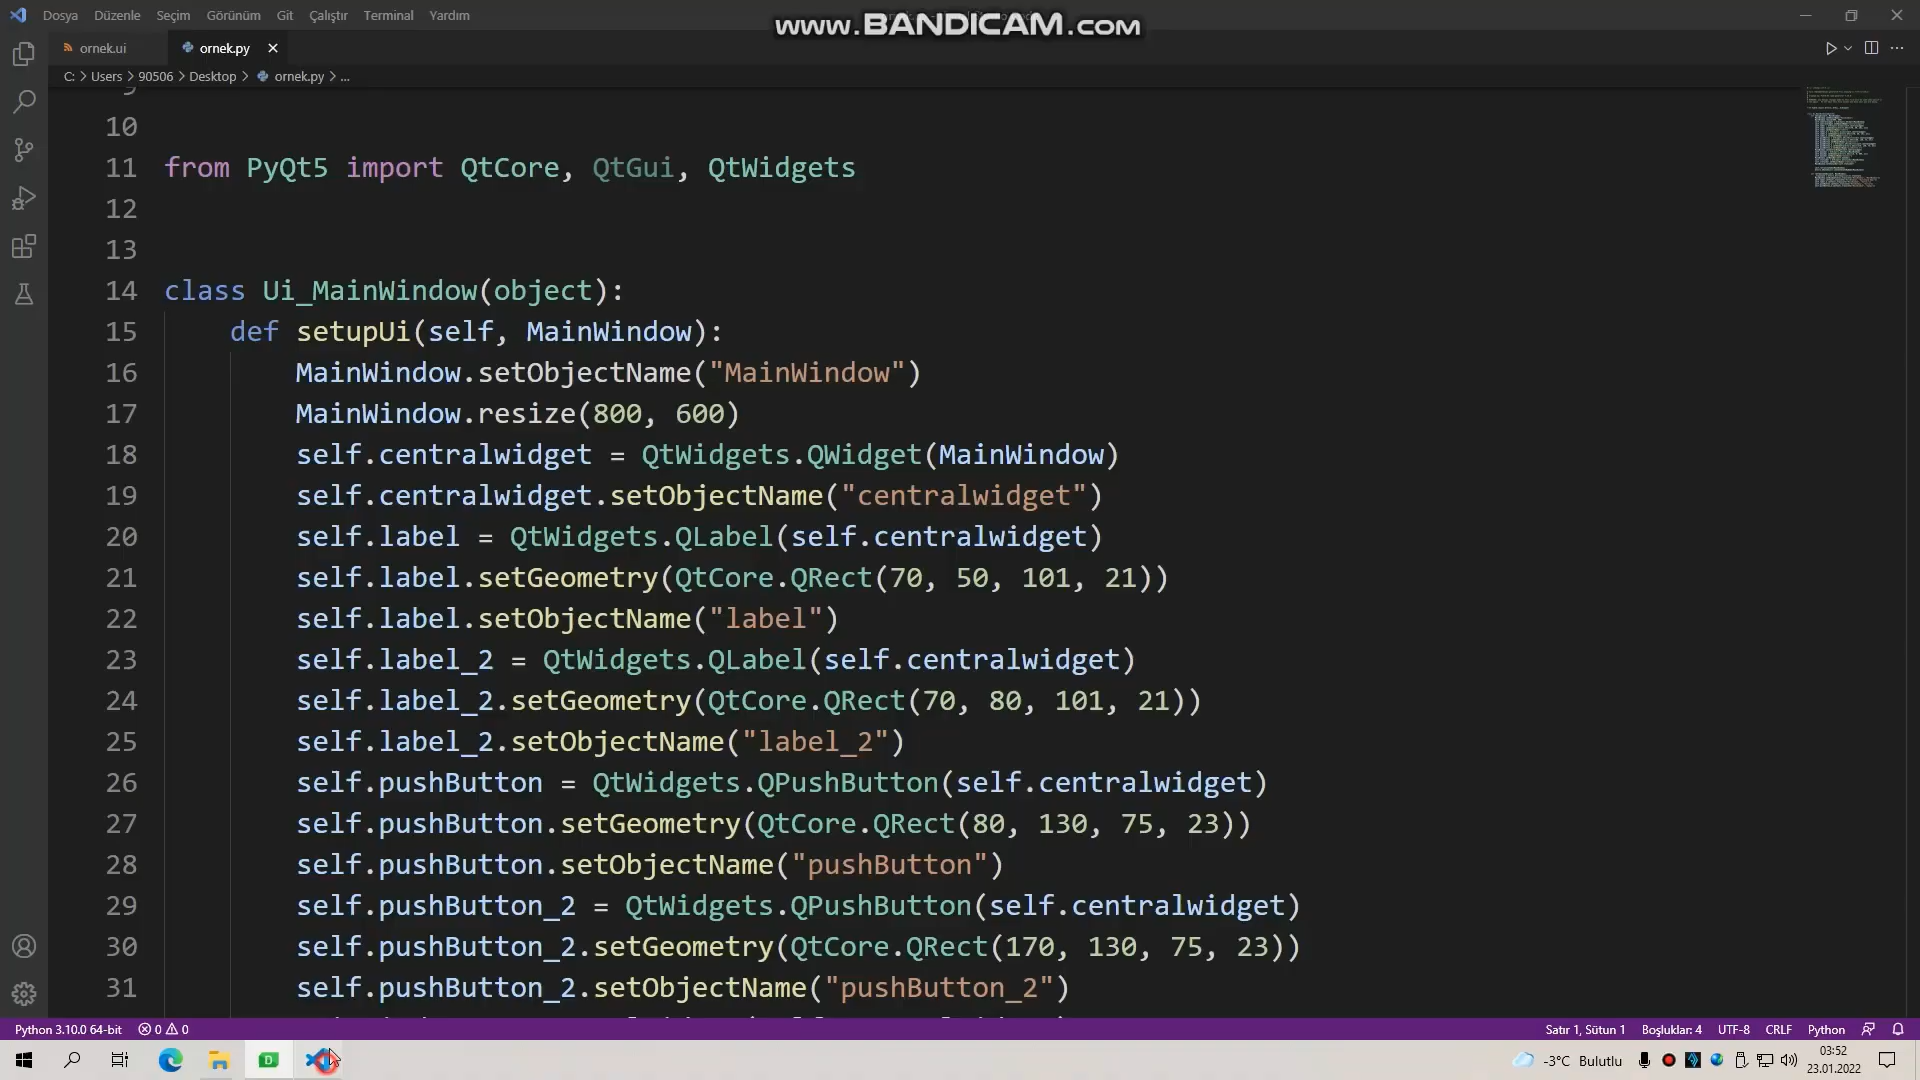 Dosya Düzenle Seçim Görünüm Git Çalıştır Terminal Yardım
www.BANDICAM.com
ornek.ui ornek.py
C: > Users > 90506 > Desktop > ornek.py > ...
9
10
11 from PyQt5 import QtCore, QtGui, QtWidgets
12
13
14 class Ui_MainWindow(object):
15 def setupUi(self, MainWindow):
16 MainWindow.setObjectName("MainWindow")
17 MainWindow.resize(800, 600)
18 self.centralwidget = QtWidgets.QWidget(MainWindow)
19 self.centralwidget.setObjectName("centralwidget")
20 self.label = QtWidgets.QLabel(self.centralwidget)
21 self.label.setGeometry(QtCore.QRect(70, 50, 101, 21))
22 self.label.setObjectName("label")
23 self.label_2 = QtWidgets.QLabel(self.centralwidget)
24 self.label_2.setGeometry(QtCore.QRect(70, 80, 101, 21))
25 self.label_2.setObjectName("label_2")
26 self.pushButton = QtWidgets.QPushButton(self.centralwidget)
27 self.pushButton.setGeometry(QtCore.QRect(80, 130, 75, 23))
28 self.pushButton.setObjectName("pushButton")
29 self.pushButton_2 = QtWidgets.QPushButton(self.centralwidget)
30 self.pushButton_2.setGeometry(QtCore.QRect(170, 130, 75, 23))
31 self.pushButton_2.setObjectName("pushButton_2")
Python 3.10.0 64-bit 0 0 Satır 1, Sütun 1 Boşluklar: 4 UTF-8 CRLF Python
-3°C Bulutlu
03:52
23.01.2022